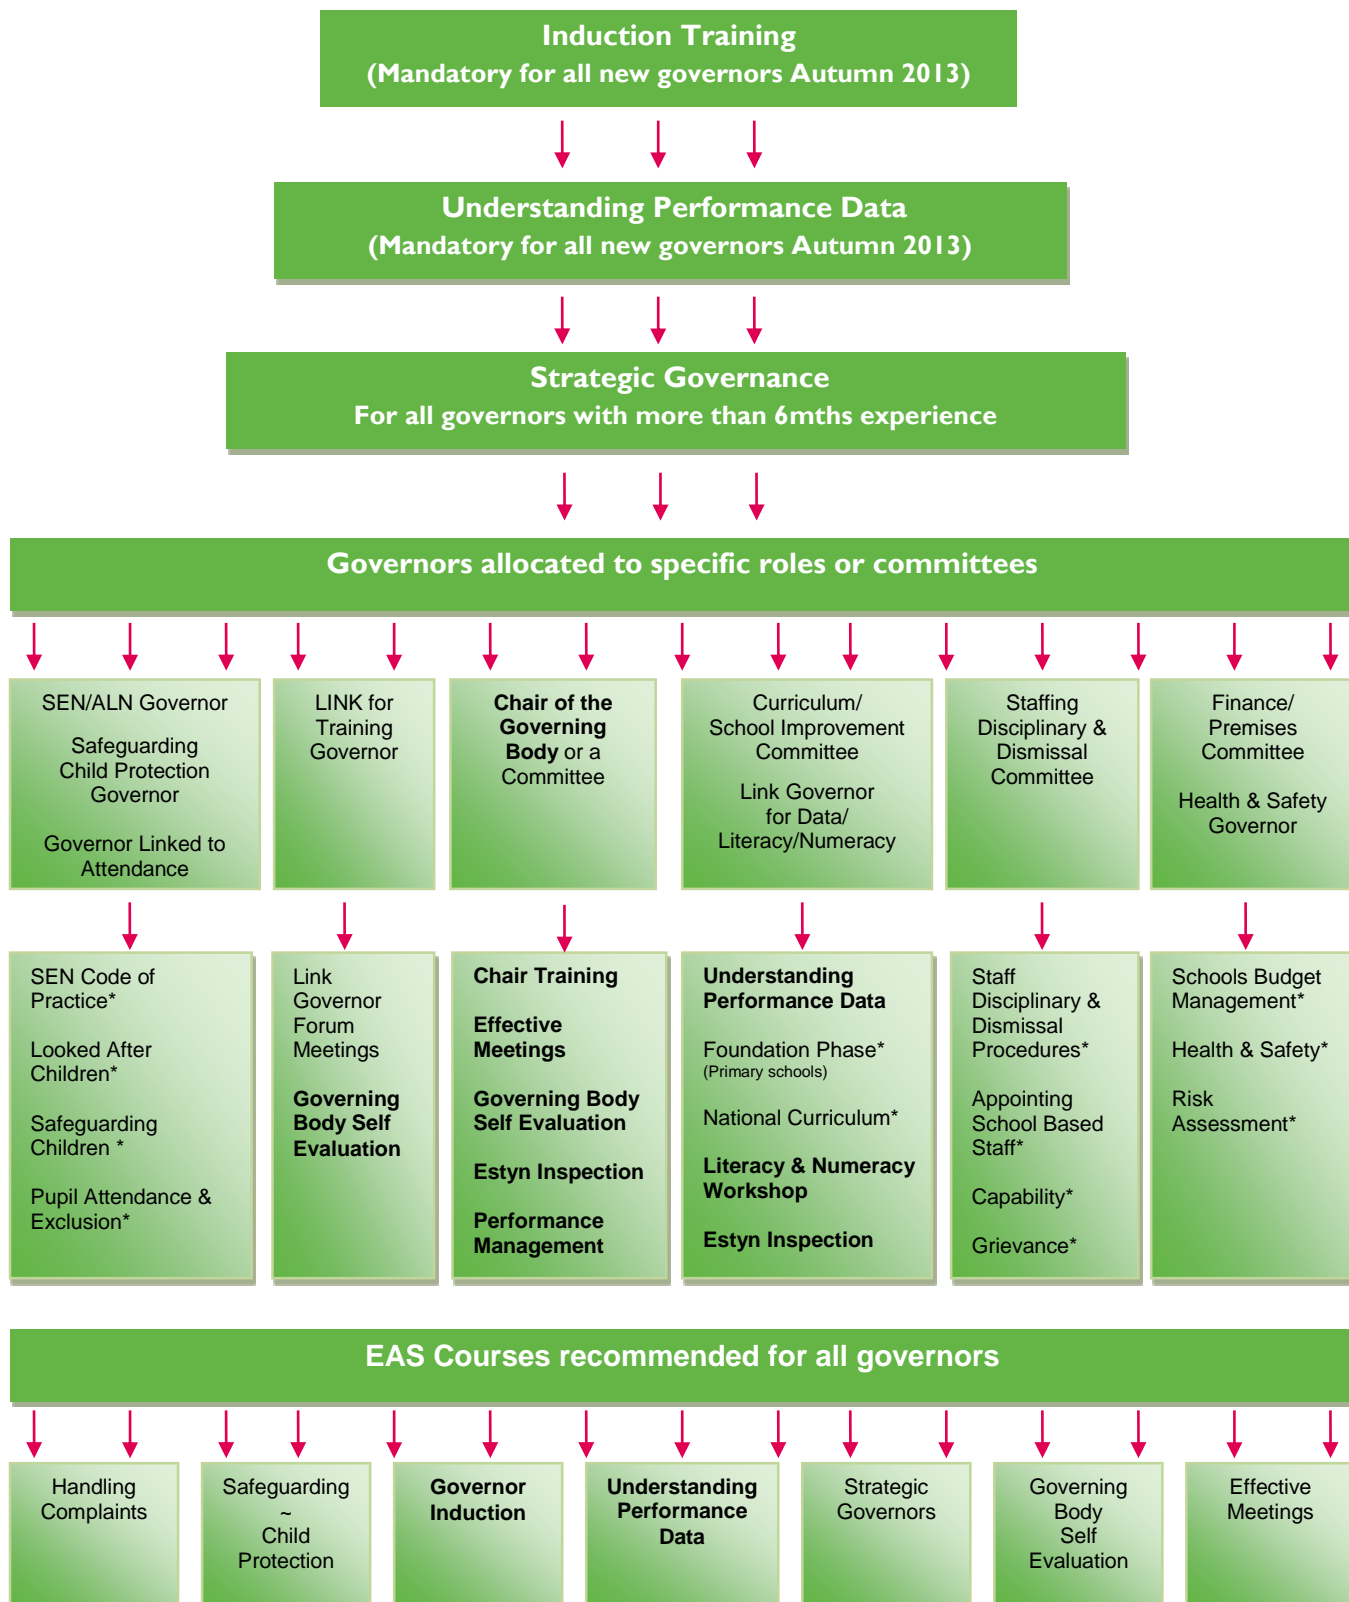 Induction Training
(Mandatory for all new governors Autumn 2013)
Understanding Performance Data
(Mandatory for all new governors Autumn 2013)
Strategic Governance
For all governors with more than 6mths experience
Governors allocated to specific roles or committees
SEN/ALN Governor
Safeguarding
Child Protection
Governor
Governor Linked to
Attendance
LINK for
Training
Governor
Chair of the
Governing
Body or a
Committee
Curriculum/
School Improvement
Committee
Link Governor
for Data/
Literacy/Numeracy
Staffing
Disciplinary &
Dismissal
Committee
Finance/
Premises
Committee
Health & Safety
Governor
SEN Code of
Practice*
Looked After
Children*
Safeguarding
Children *
Pupil Attendance &
Exclusion*
Link
Governor
Forum
Meetings
Governing
Body Self
Evaluation
Chair Training
Effective
Meetings
Governing Body
Self Evaluation
Estyn Inspection
Performance
Management
Understanding
Performance Data
Foundation Phase*
(Primary schools)
National Curriculum*
Literacy & Numeracy
Workshop
Estyn Inspection
Staff
Disciplinary &
Dismissal
Procedures*
Appointing
School Based
Staff*
Capability*
Grievance*
Schools Budget
Management*
Health & Safety*
Risk
Assessment*
EAS Courses recommended for all governors
Handling
Complaints
Safeguarding
~
Child
Protection
Governor
Induction
Understanding
Performance
Data
Strategic
Governors
Governing
Body
Self
Evaluation
Effective
Meetings